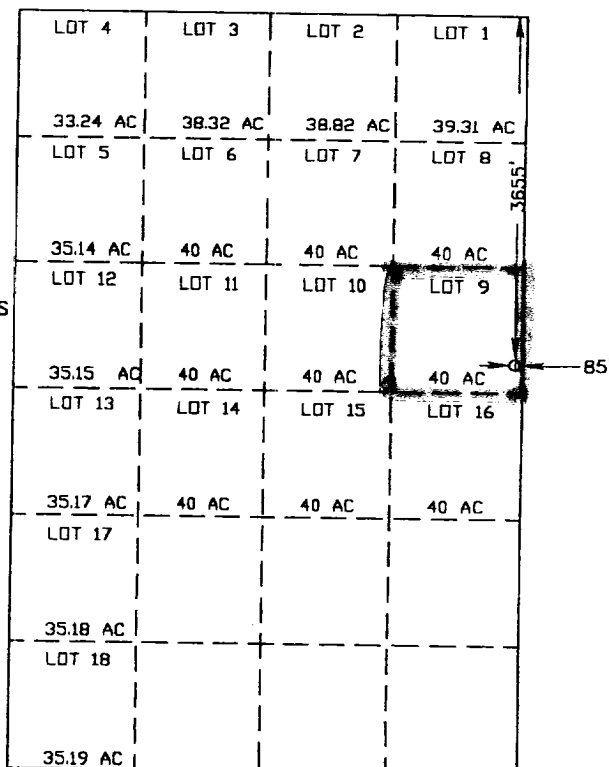 LOT 4 LOT 3 LOT 2 LOT 1
33.24 AC 38.32 AC 38.82 AC 39.31 AC
LOT 5 LOT 6 LOT 7 LOT 8
3655'
35.14 AC 40 AC 40 AC 40 AC
LOT 12 LOT 11 LOT 10 LOT 9
S
85
35.15 AC 40 AC 40 AC 40 AC
LOT 13 LOT 14 LOT 15 LOT 16
35.17 AC 40 AC 40 AC 40 AC
LOT 17
35.18 AC
LOT 18
35.19 AC